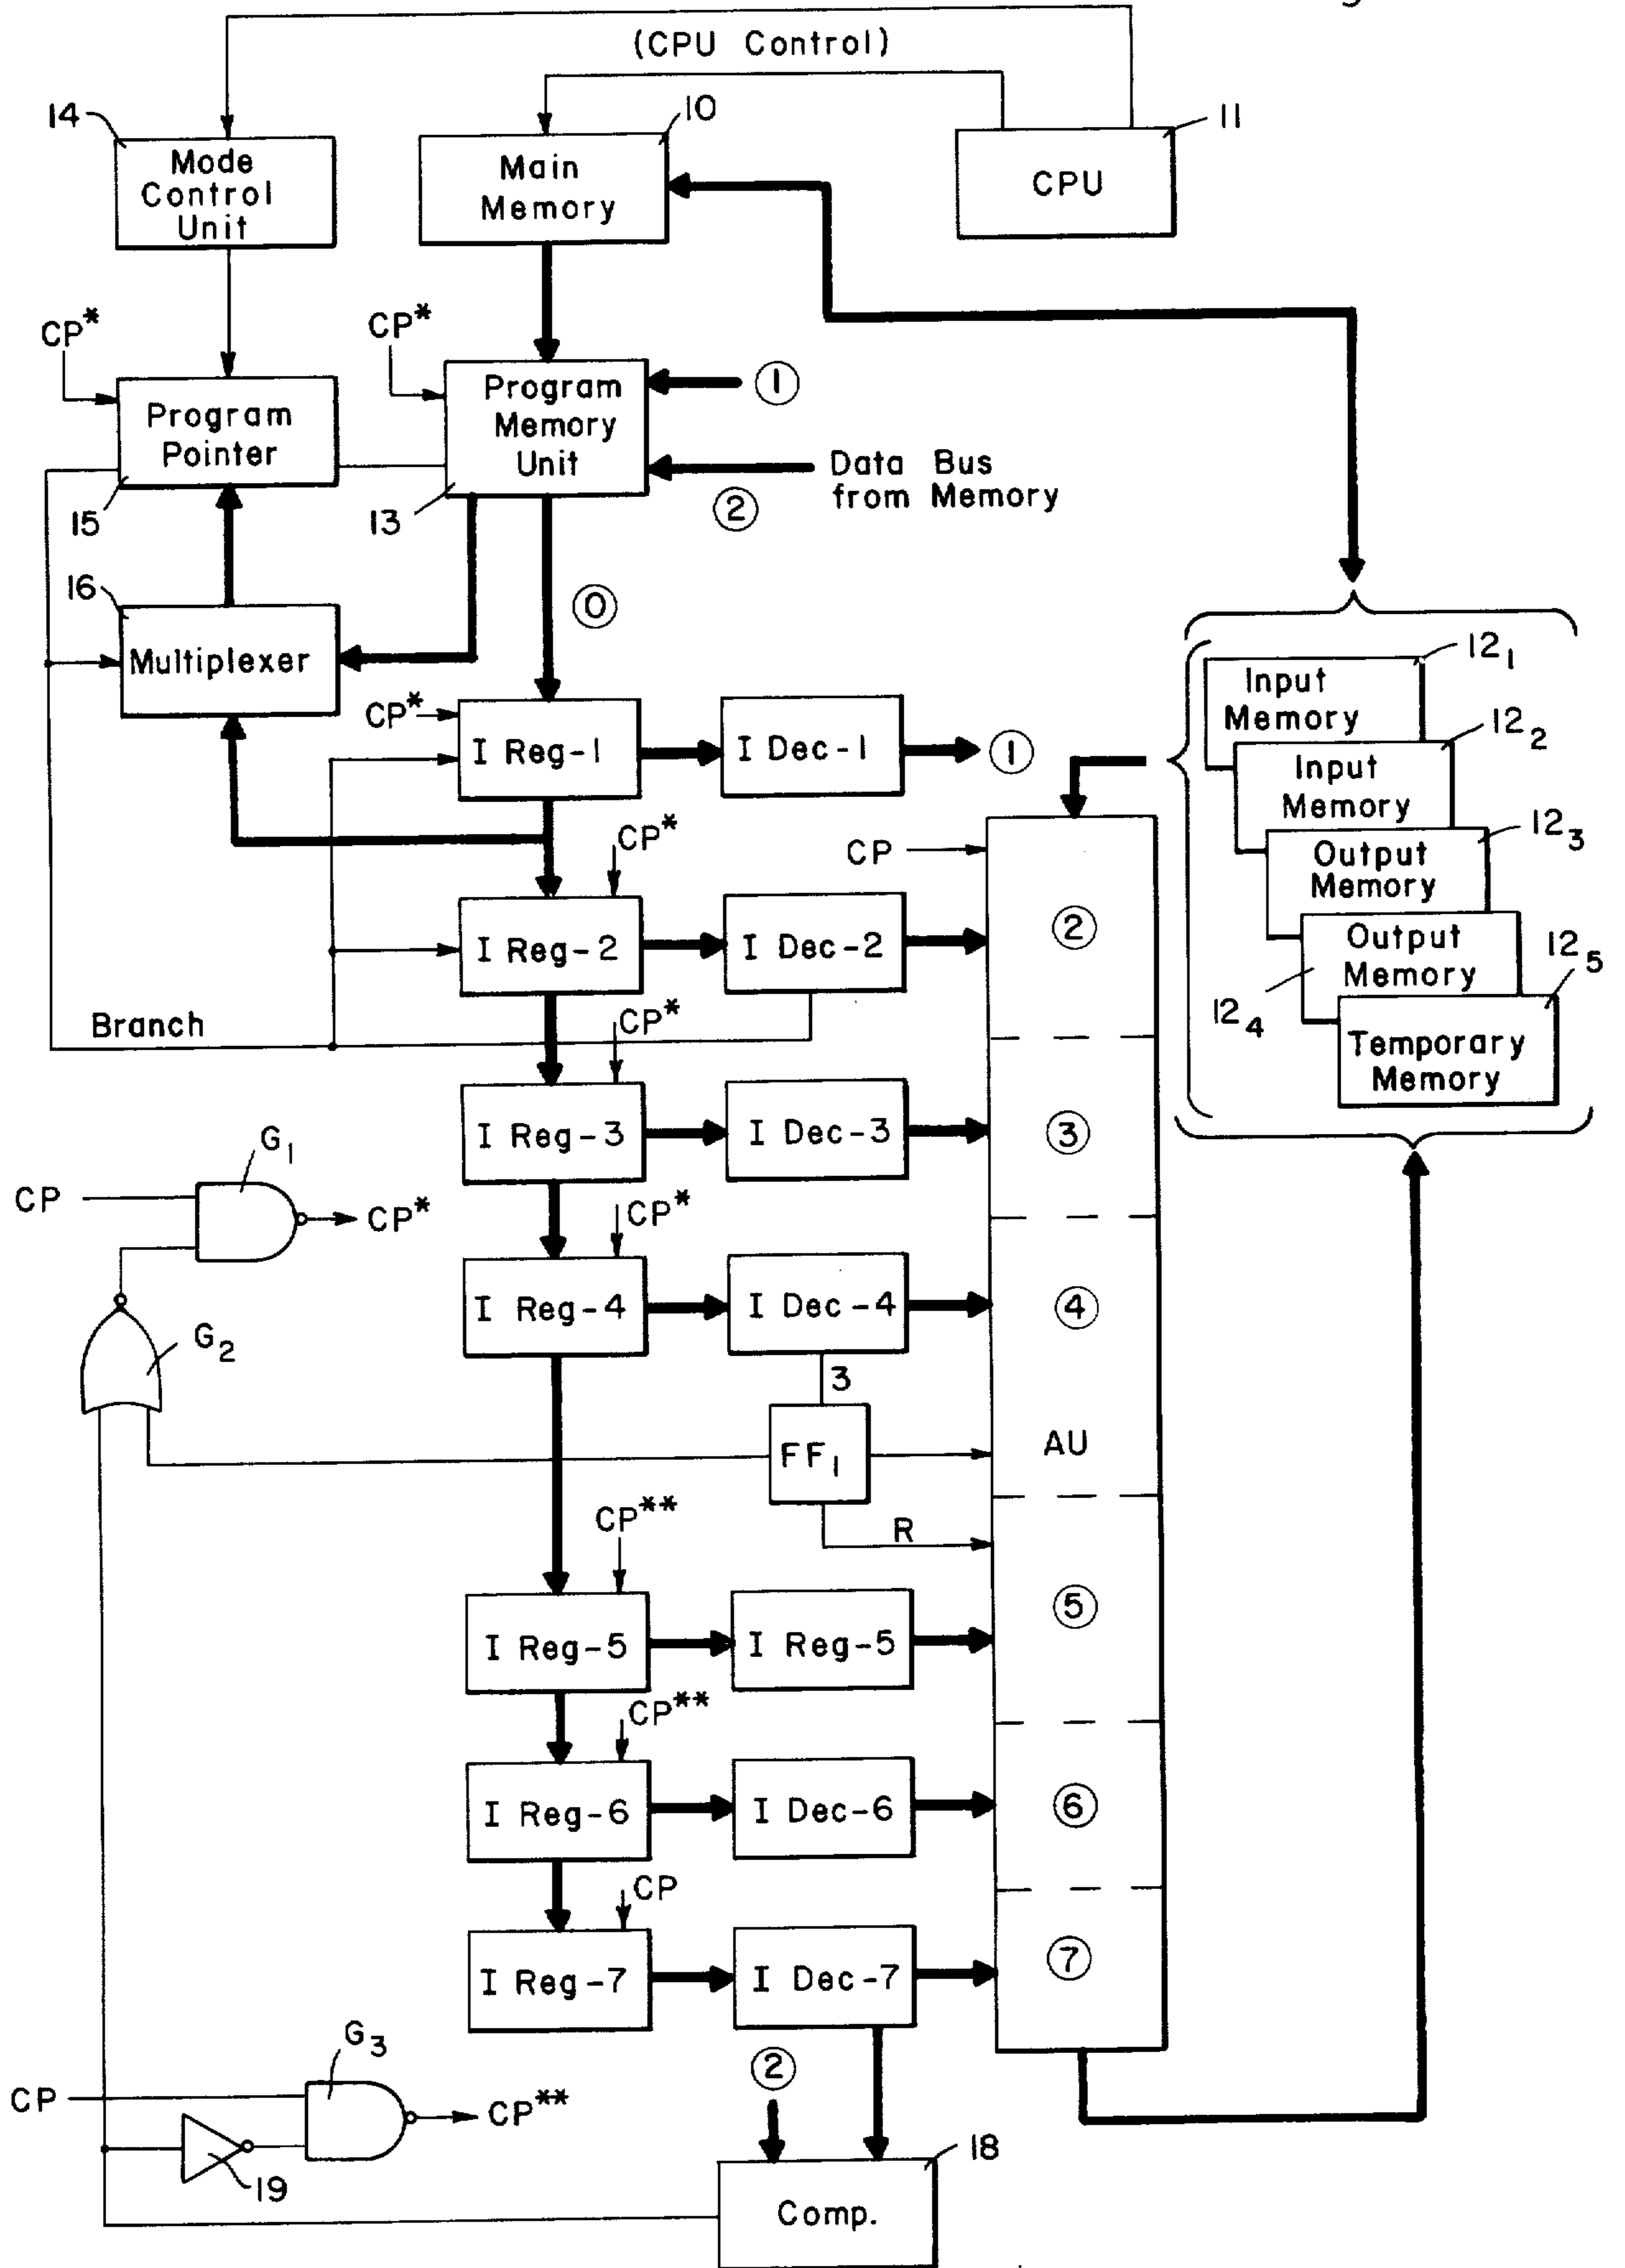 (CPU Control)
14
10
11
Mode
Control
Unit
Main
Memory
CPU
CP*
CP*
Program
Pointer
Program
Memory
Unit
①
Data Bus
from Memory
②
15
13
16
⓪
Multiplexer
CP*
I Reg-1
I Dec-1
①
12₁
Input
Memory
12₂
Input
Memory
12₃
Output
Memory
12₄
Output
Memory
12₅
Temporary
Memory
CP*
CP
I Reg-2
I Dec-2
②
Branch
CP*
I Reg-3
I Dec-3
③
G₁
CP
CP*
CP*
I Reg-4
I Dec-4
④
G₂
3
FF₁
AU
CP**
R
I Reg-5
I Reg-5
⑤
CP**
I Reg-6
I Dec-6
⑥
CP
I Reg-7
I Dec-7
⑦
G₃
CP
CP**
②
19
18
Comp.